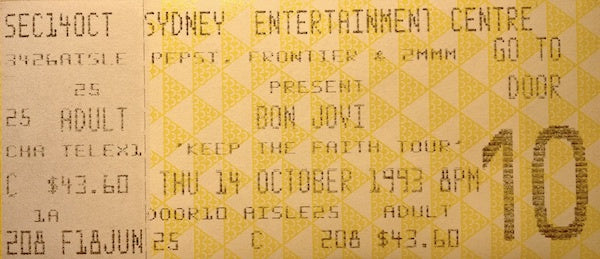 SEC14OCT SYDNEY ENTERTAINMENT CENTRE
3426AISLE PEPSI, FRONTIER & 2MMM GO TO
25 PRESENT DOOR
25 ADULT BON JOVI
CHA TELEX1 'KEEP THE FAITH TOUR' 10
C $43.60 THU 14 OCTOBER 1993 8PM
1A DOOR10 AISLE25 ADULT
208 F18JUN 25 C 208 $43.60